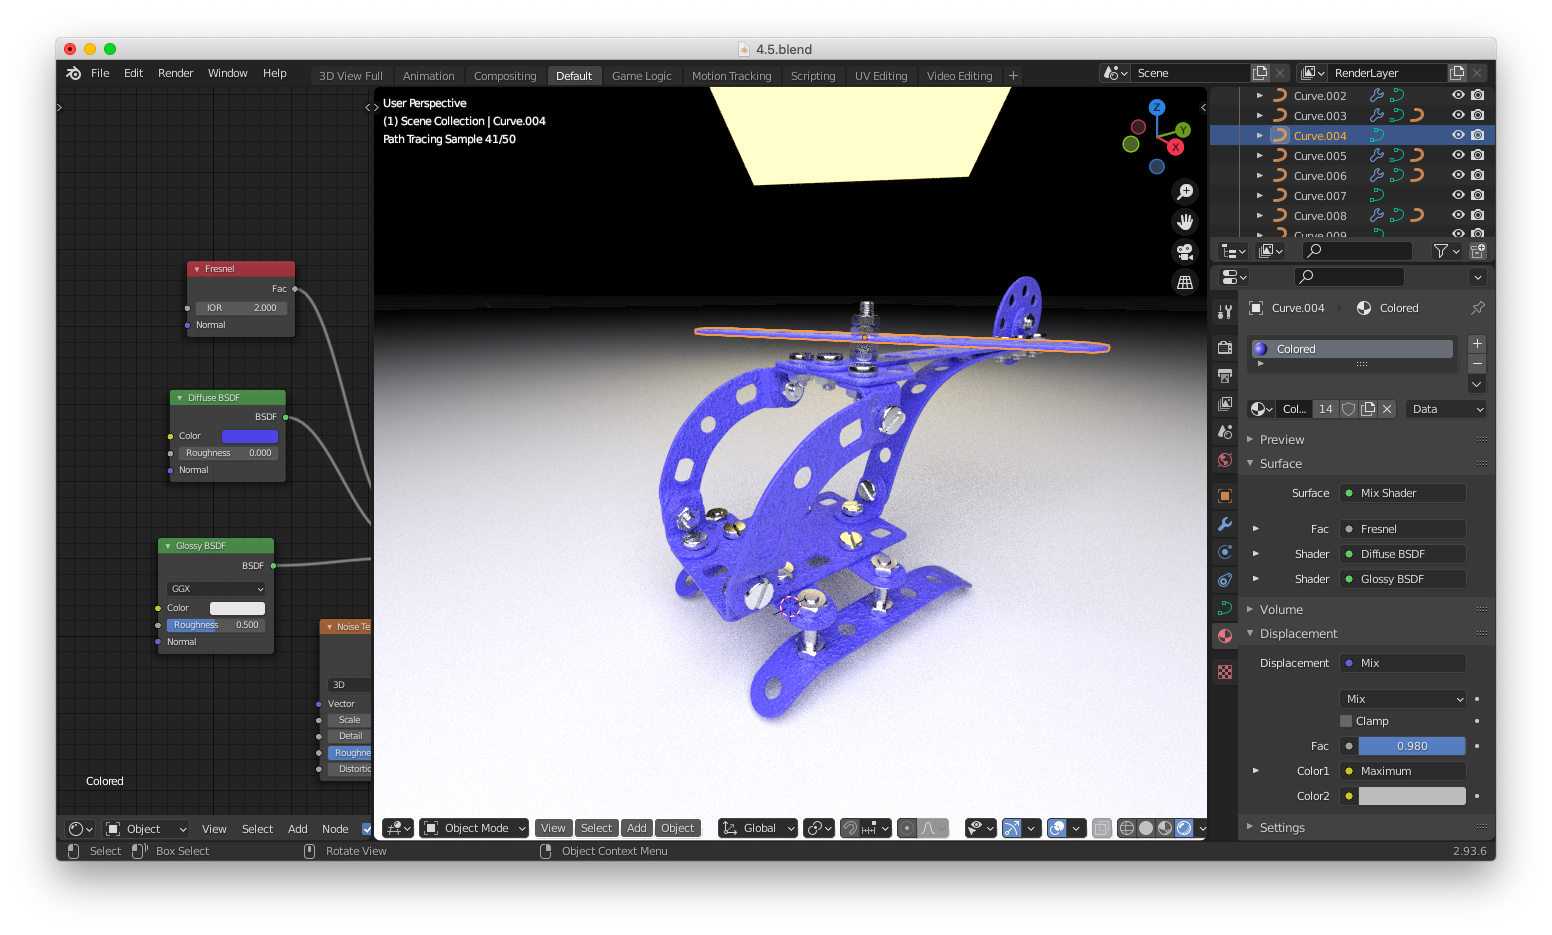 4.5.blend
File Edit Render Window Help
3D View Full Animation Compositing Default Game Logic Motion Tracking Scripting UV Editing Video Editing +
Scene
RenderLayer
User Perspective
(1) Scene Collection | Curve.004
Path Tracing Sample 41/50
Z
Y
X
Fresnel
Fac
IOR 2.000
Normal
Diffuse BSDF
BSDF
Color
Roughness 0.000
Normal
Glossy BSDF
BSDF
GGX
Color
Roughness 0.500
Normal
Noise Te
3D
Vector
Scale
Detail
Roughne
Distortic
Colored
Object View Select Add Node
Object Mode View Select Add Object Global
Curve.002
Curve.003
Curve.004
Curve.005
Curve.006
Curve.007
Curve.008
Curve.009
Curve.004 Colored
Colored
Col... 14 Data
Preview
Surface
Surface Mix Shader
Fac Fresnel
Shader Diffuse BSDF
Shader Glossy BSDF
Volume
Displacement
Displacement Mix
Mix
Clamp
Fac 0.980
Color1 Maximum
Color2
Settings
Select Box Select Rotate View Object Context Menu 2.93.6